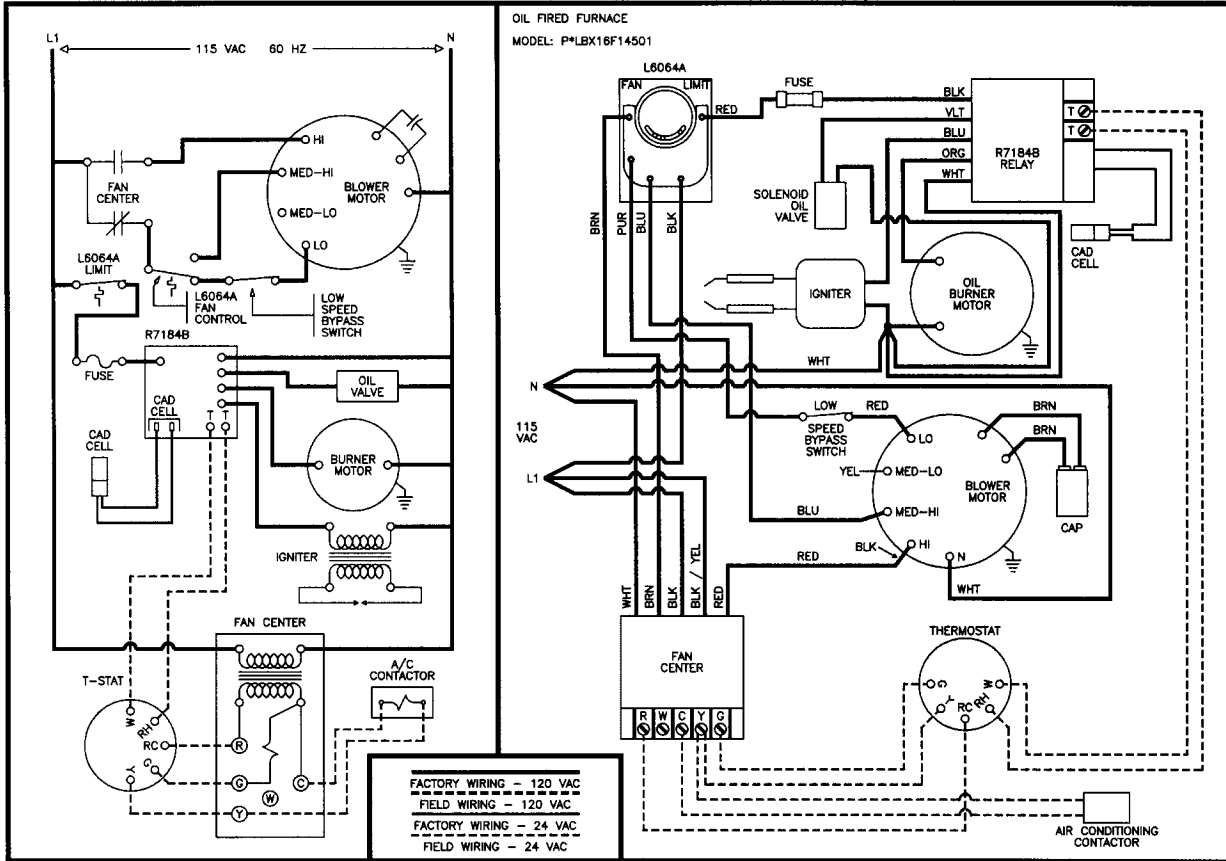 L1
115 VAC 60 HZ
N
HI
MED-HI
MED-LO
LO
BLOWER
MOTOR
FAN
CENTER
L6064A
LIMIT
L6064A
FAN
CONTROL
LOW
SPEED
BYPASS
SWITCH
R7184B
FUSE
CAD
CELL
T T
OIL
VALVE
CAD
CELL
BURNER
MOTOR
IGNITER
FAN CENTER
T-STAT
A/C
CONTACTOR
W
RH
RC
G
Y
R
G
C
W
Y
FACTORY WIRING - 120 VAC
FIELD WIRING - 120 VAC
FACTORY WIRING - 24 VAC
FIELD WIRING - 24 VAC
OIL FIRED FURNACE
MODEL: P*LBX16F14501
L6064A
FAN LIMIT
RED
FUSE
BLK
VLT
BLU
ORG
WHT
R7184B
RELAY
T
T
SOLENOID
OIL
VALVE
CAD
CELL
BRN
PUR
BLU
BLK
IGNITER
OIL
BURNER
MOTOR
WHT
N
115
VAC
L1
LOW
SPEED
BYPASS
SWITCH
RED
LO
YEL
MED-LO
BLU
MED-HI
BLK
HI
N
BLOWER
MOTOR
BRN
BRN
CAP
RED
WHT
WHT
BRN
BLK
BLK / YEL
RED
FAN
CENTER
R W C Y G
THERMOSTAT
G
Y
RC
RH
W
AIR CONDITIONING
CONTACTOR